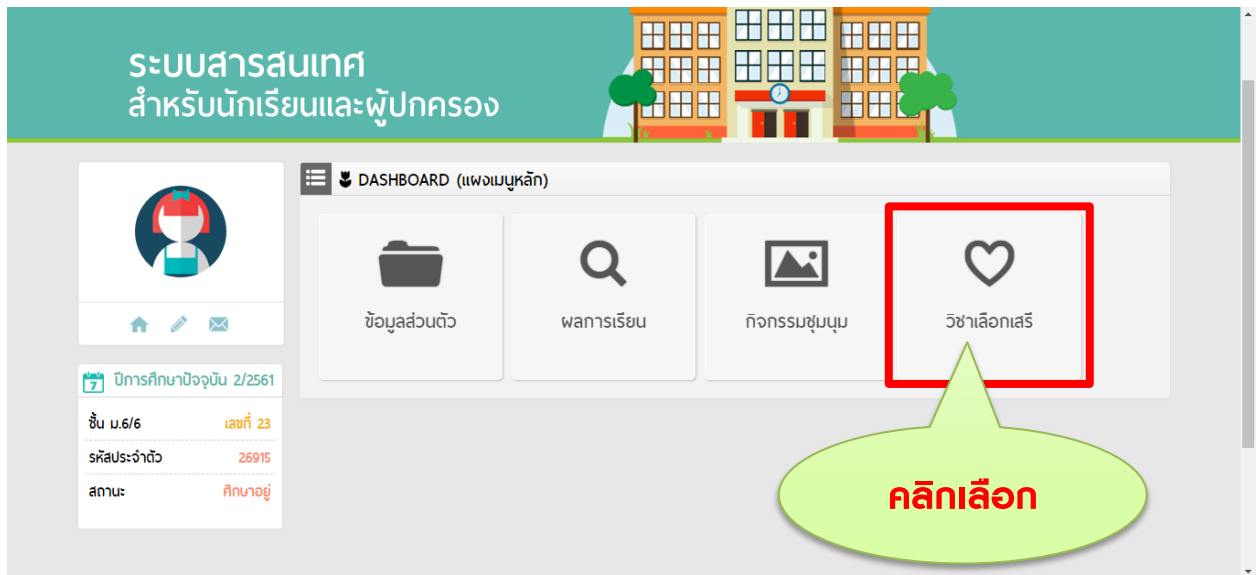 ระบบสารสนเทศ
สำหรับนักเรียนและผู้ปกครอง
DASHBOARD (แผงเมนูหลัก)
ข้อมูลส่วนตัว
ผลการเรียน
กิจกรรมชุมนุม
วิชาเลือกเสรี
7 ปีการศึกษาปัจจุบัน 2/2561
ชั้น ม.6/6 เลขที่ 23
รหัสประจำตัว 26915
สถานะ ศึกษาอยู่
คลิกเลือก